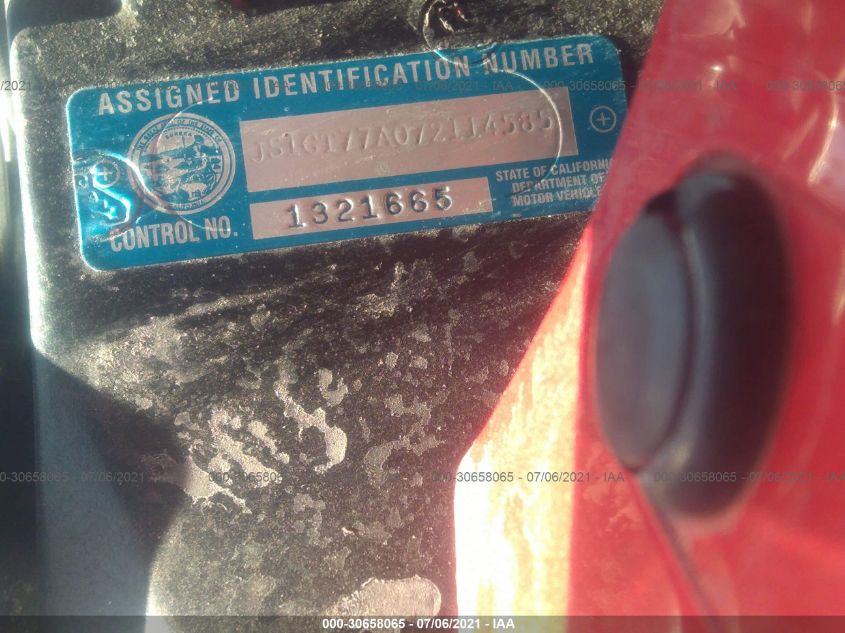 ASSIGNED IDENTIFICATION NUMBER
JS1GT77A072114585
CONTROL NO. 1321665
STATE OF CALIFORNIA
DEPARTMENT OF
MOTOR VEHICLE
000-30658065 - 07/06/2021 - IAA